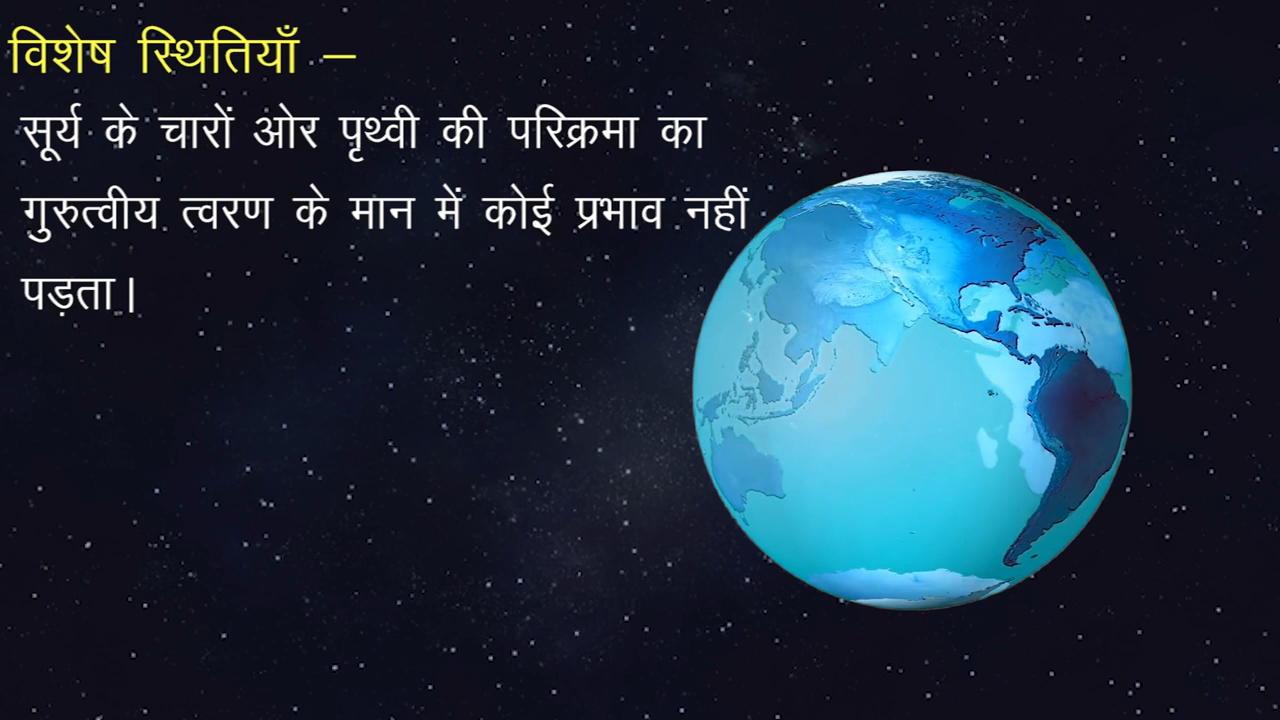 विशेष स्थितियाँ –
सूर्य के चारों ओर पृथ्वी की परिक्रमा का
गुरुत्वीय त्वरण के मान में कोई प्रभाव नहीं
पड़ता।